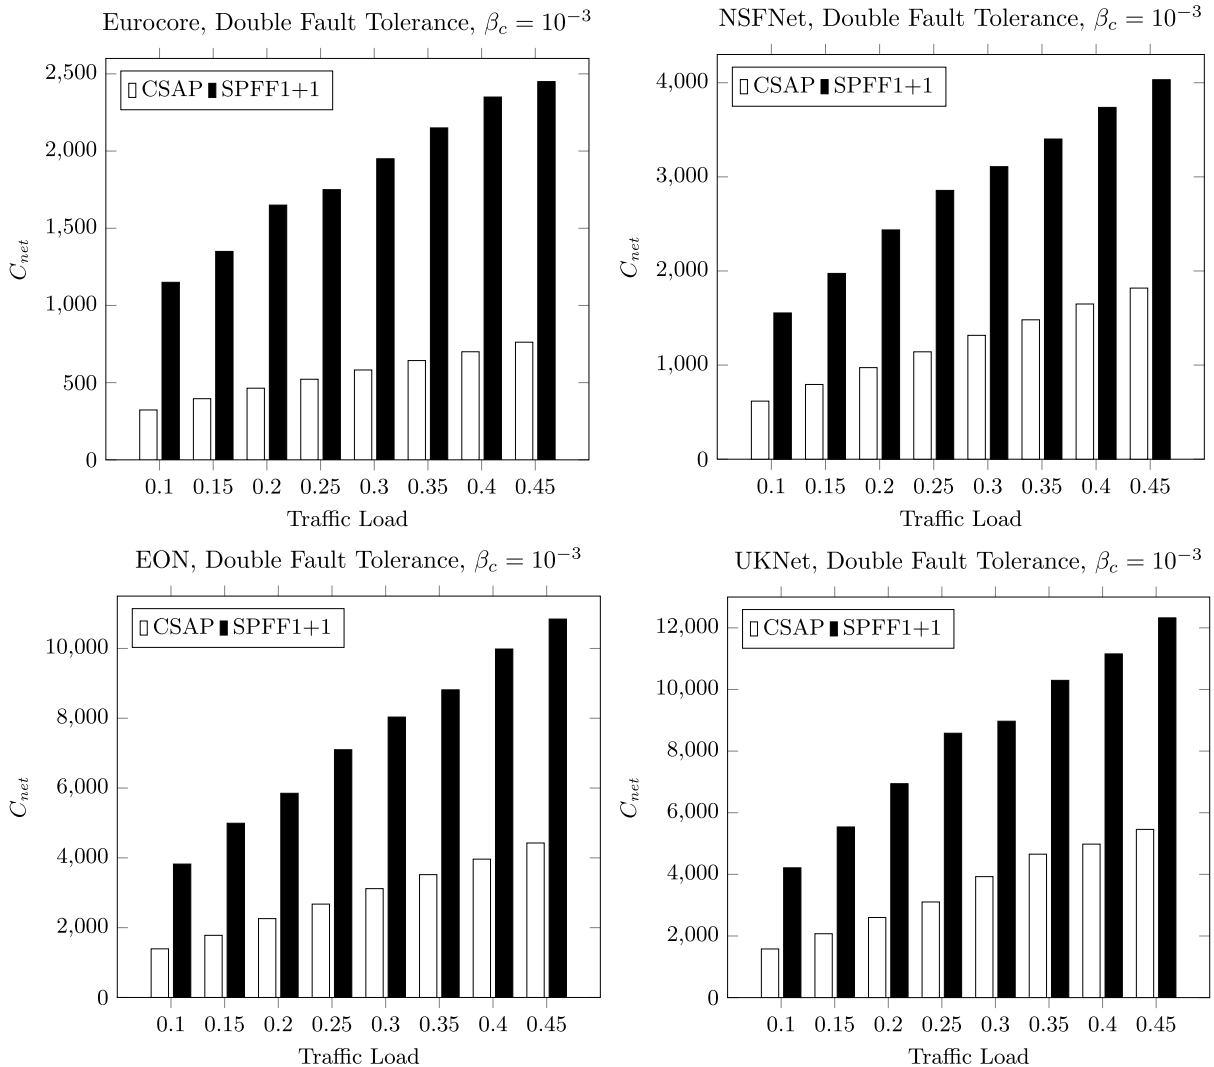 Eurocore, Double Fault Tolerance, β_c = 10^−3
CSAP SPFF1+1
2,500
2,000
1,500
1,000
500
0
C_net
0.1 0.15 0.2 0.25 0.3 0.35 0.4 0.45
Traffic Load
NSFNet, Double Fault Tolerance, β_c = 10^−3
CSAP SPFF1+1
4,000
3,000
2,000
1,000
0
C_net
0.1 0.15 0.2 0.25 0.3 0.35 0.4 0.45
Traffic Load
EON, Double Fault Tolerance, β_c = 10^−3
CSAP SPFF1+1
10,000
8,000
6,000
4,000
2,000
0
C_net
0.1 0.15 0.2 0.25 0.3 0.35 0.4 0.45
Traffic Load
UKNet, Double Fault Tolerance, β_c = 10^−3
CSAP SPFF1+1
12,000
10,000
8,000
6,000
4,000
2,000
0
C_net
0.1 0.15 0.2 0.25 0.3 0.35 0.4 0.45
Traffic Load